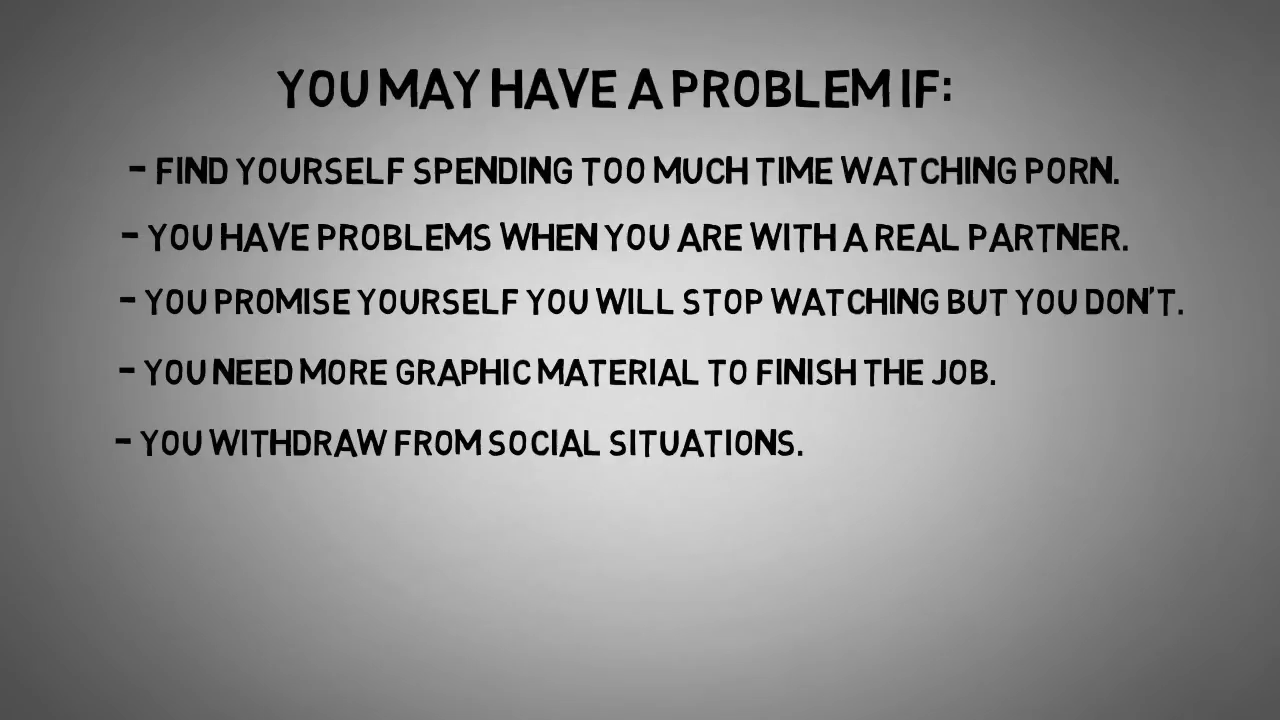 YOU MAY HAVE A PROBLEM IF:
- FIND YOURSELF SPENDING TOO MUCH TIME WATCHING PORN.
- YOU HAVE PROBLEMS WHEN YOU ARE WITH A REAL PARTNER.
- YOU PROMISE YOURSELF YOU WILL STOP WATCHING BUT YOU DON'T.
- YOU NEED MORE GRAPHIC MATERIAL TO FINISH THE JOB.
- YOU WITHDRAW FROM SOCIAL SITUATIONS.